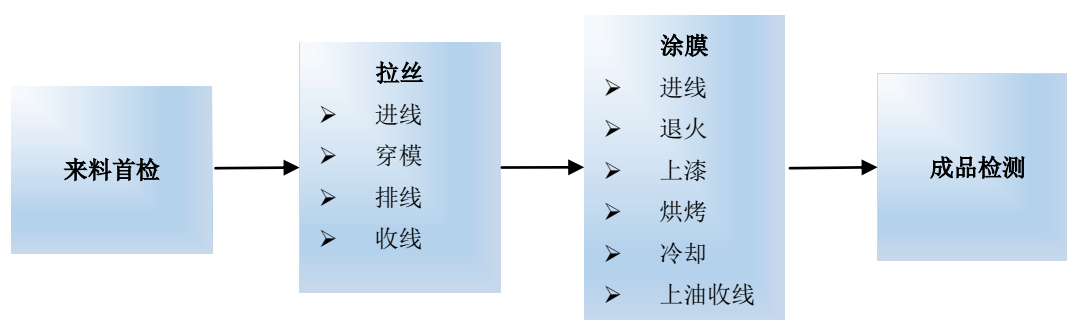 来料首检
拉丝
➢ 进线
➢ 穿模
➢ 排线
➢ 收线
涂膜
➢ 进线
➢ 退火
➢ 上漆
➢ 烘烤
➢ 冷却
➢ 上油收线
成品检测